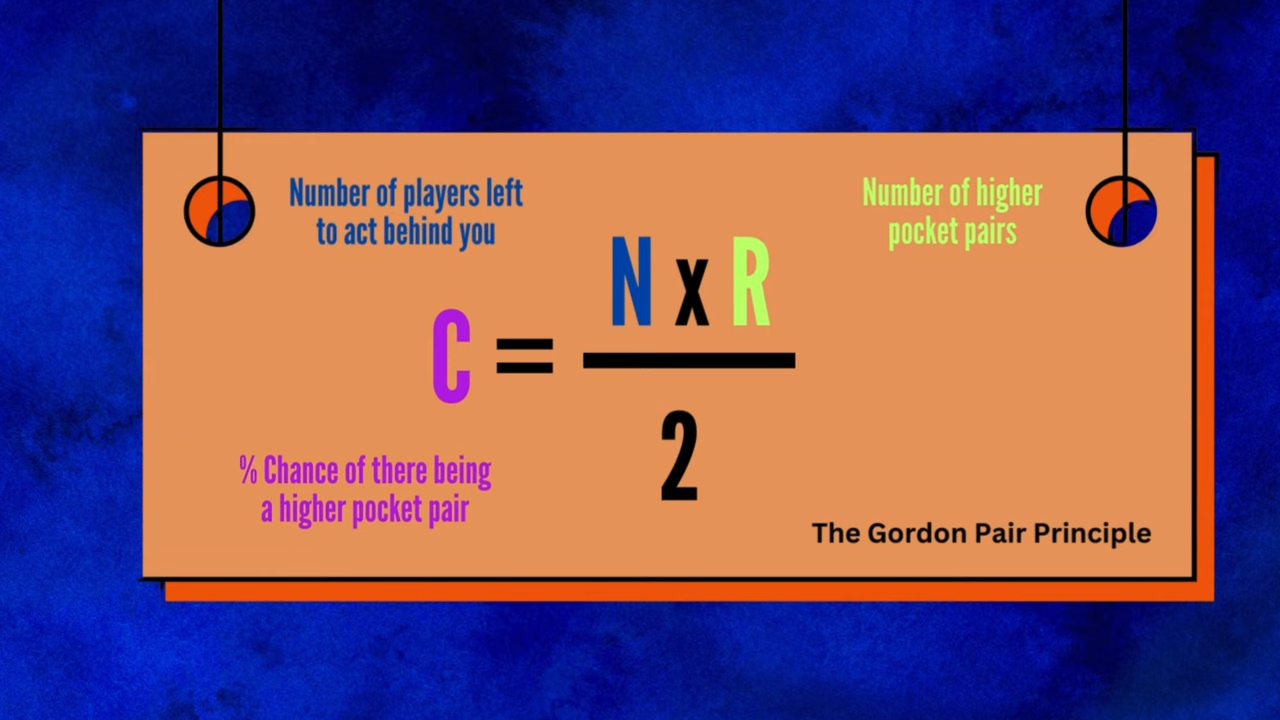 Number of players left
to act behind you
Number of higher
pocket pairs
C = N x R
2
% Chance of there being
a higher pocket pair
The Gordon Pair Principle